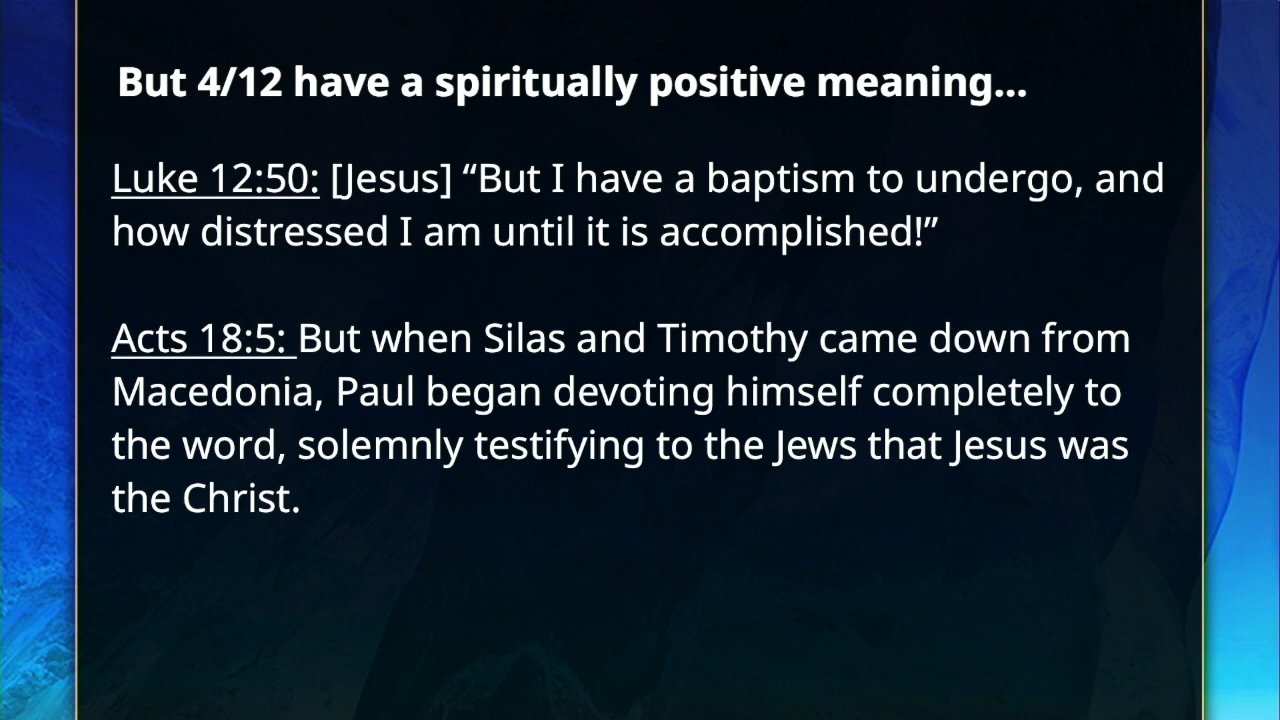 But 4/12 have a spiritually positive meaning...
Luke 12:50: [Jesus] “But I have a baptism to undergo, and
how distressed I am until it is accomplished!”
Acts 18:5: But when Silas and Timothy came down from
Macedonia, Paul began devoting himself completely to
the word, solemnly testifying to the Jews that Jesus was
the Christ.